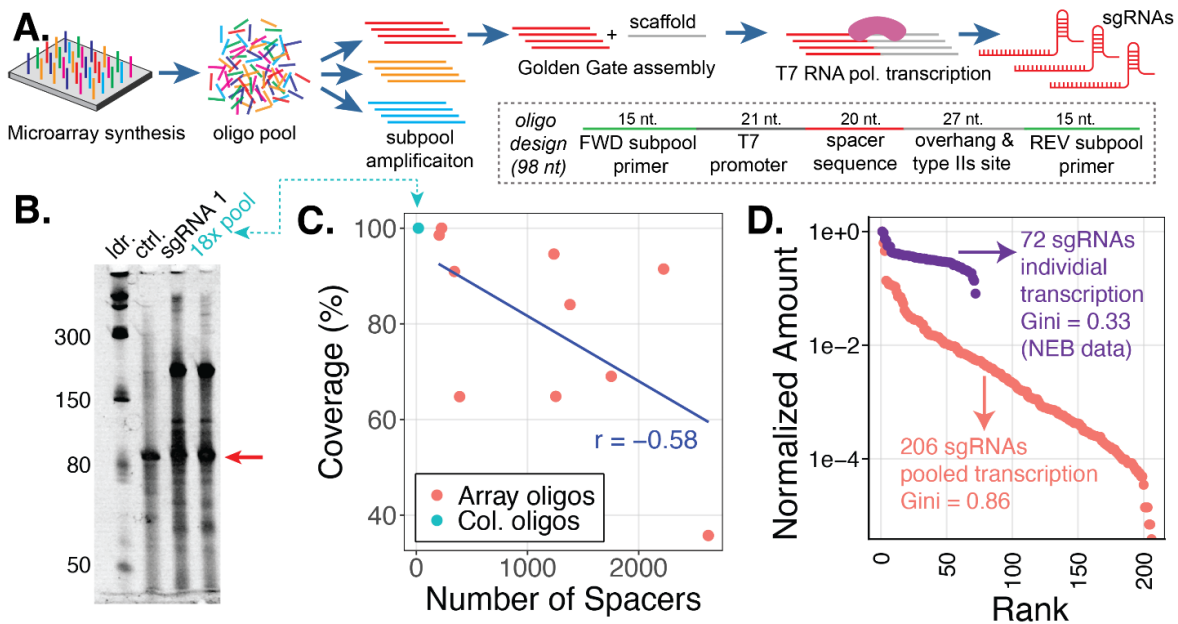 A.
Microarray synthesis
oligo pool
subpool
amplificaiton
scaffold
+
Golden Gate assembly
T7 RNA pol. transcription
sgRNAs
oligo
design
(98 nt)
15 nt.
21 nt.
20 nt.
27 nt.
15 nt.
FWD subpool
primer
T7
promoter
spacer
sequence
overhang &
type IIs site
REV subpool
primer
B.
ldr.
ctrl.
sgRNA 1
18x pool
300
150
80
50
C.
Coverage (%)
100
80
60
40
r = −0.58
Array oligos
Col. oligos
0
1000
2000
Number of Spacers
D.
Normalized Amount
1e+0
1e−2
1e−4
72 sgRNAs
individial
transcription
Gini = 0.33
(NEB data)
206 sgRNAs
pooled transcription
Gini = 0.86
0
50
100
150
200
Rank